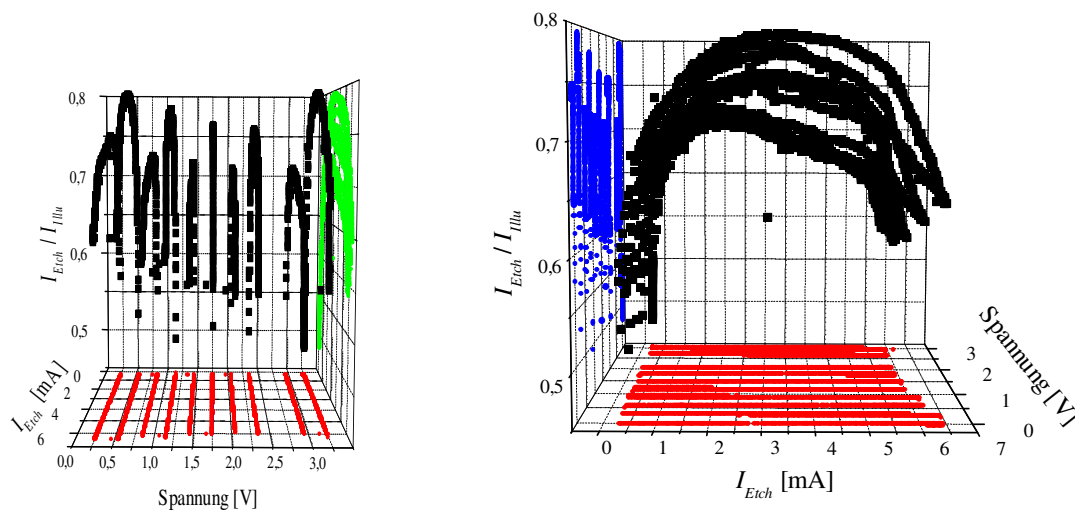 0,8
0,7
0,6
0,5
I_Etch / I_Illu
0
2
4
6
I_Etch [mA]
0,0 0,5 1,0 1,5 2,0 2,5 3,0
Spannung [V]
0,8
0,7
0,6
0,5
I_Etch / I_Illu
0 1 2 3 4 5 6 7
I_Etch [mA]
3
2
1
0
Spannung [V]